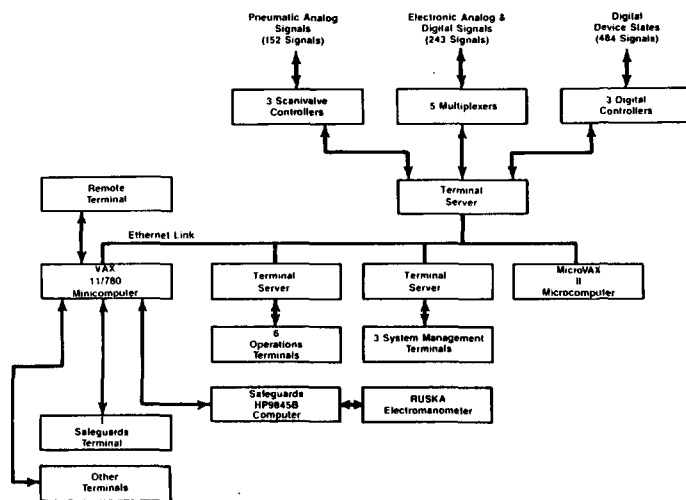 Pneumatic Analog
Signals
(152 Signals)
Electronic Analog &
Digital Signals
(243 Signals)
Digital
Device States
(484 Signals)
3 Scanivalve
Controllers
5 Multiplexers
3 Digital
Controllers
Terminal
Server
Remote
Terminal
Ethernet Link
VAX
11/780
Minicomputer
Terminal
Server
Terminal
Server
MicroVAX
II
Microcomputer
6
Operations
Terminals
3 System Management
Terminals
Safeguards
HP9845B
Computer
RUSKA
Electromanometer
Safeguards
Terminal
Other
Terminals